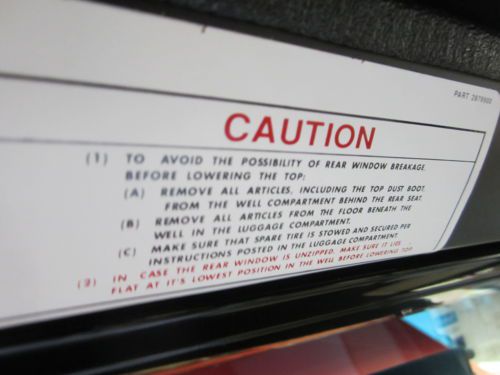 PART 2879500
CAUTION
(1) TO AVOID THE POSSIBILITY OF REAR WINDOW BREAKAGE,
BEFORE LOWERING THE TOP:
(A) REMOVE ALL ARTICLES, INCLUDING THE TOP DUST BOOT,
FROM THE WELL COMPARTMENT BEHIND THE REAR SEAT.
(B) REMOVE ALL ARTICLES FROM THE FLOOR BENEATH THE
WELL IN THE LUGGAGE COMPARTMENT.
(C) MAKE SURE THAT SPARE TIRE IS STOWED AND SECURED PER
INSTRUCTIONS POSTED IN THE LUGGAGE COMPARTMENT.
(2) IN CASE THE REAR WINDOW IS UNZIPPED, MAKE SURE IT LIES
FLAT AT IT'S LOWEST POSITION IN THE WELL BEFORE LOWERING TOP.